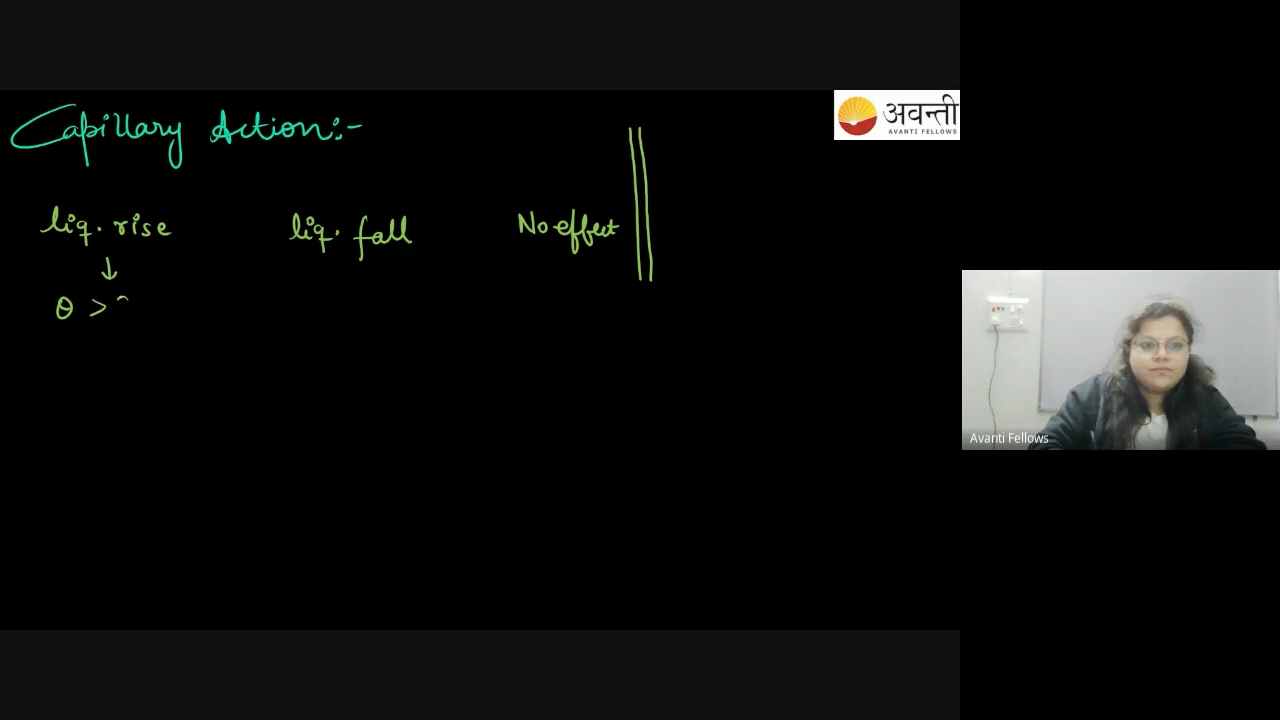 Capillary Action:-
अवन्ती
AVANTI FELLOWS
liq. rise
liq. fall
No effect
↓
θ >
Avanti Fellows